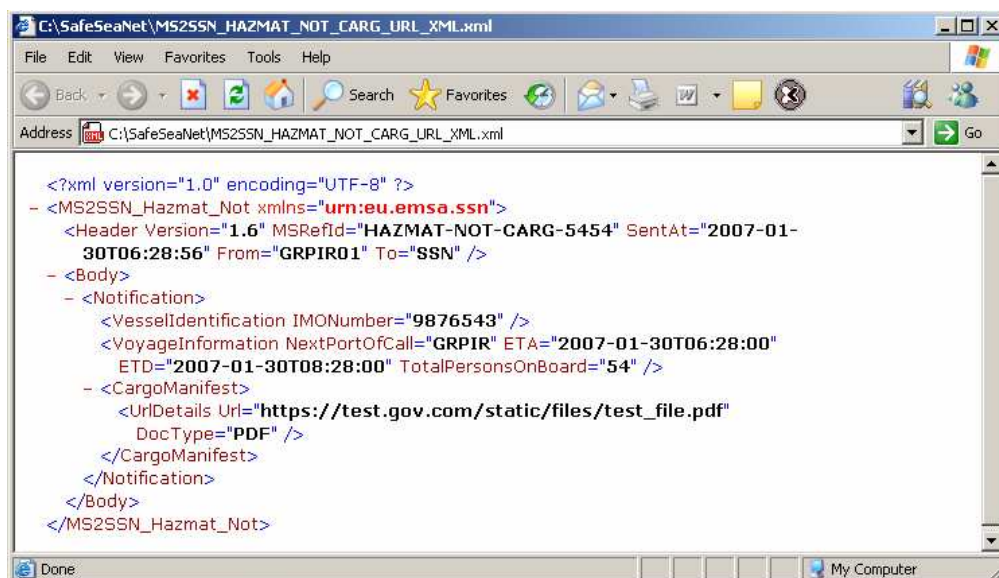 C:\SafeSeaNet\MS2SSN_HAZMAT_NOT_CARG_URL_XML.xml
File Edit View Favorites Tools Help
Back Search Favorites
Address C:\SafeSeaNet\MS2SSN_HAZMAT_NOT_CARG_URL_XML.xml Go
<?xml version="1.0" encoding="UTF-8" ?>
- <MS2SSN_Hazmat_Not xmlns="urn:eu.emsa.ssn">
<Header Version="1.6" MSRefId="HAZMAT-NOT-CARG-5454" SentAt="2007-01-
30T06:28:56" From="GRPIR01" To="SSN" />
- <Body>
- <Notification>
<VesselIdentification IMONumber="9876543" />
<VoyageInformation NextPortOfCall="GRPIR" ETA="2007-01-30T06:28:00"
ETD="2007-01-30T08:28:00" TotalPersonsOnBoard="54" />
- <CargoManifest>
<UrlDetails Url="https://test.gov.com/static/files/test_file.pdf"
DocType="PDF" />
</CargoManifest>
</Notification>
</Body>
</MS2SSN_Hazmat_Not>
Done My Computer